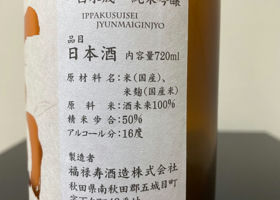 IPPAKUSUISEI
JYUNMAIGINJYO
品目
日本酒 内容量720ml
原材料名：米(国産)、
米麹(国産米)
原料米：酒未来100%
精米歩合：50%
アルコール分：16度
製造者
福禄寿酒造株式会社
秋田県南秋田郡五城目町